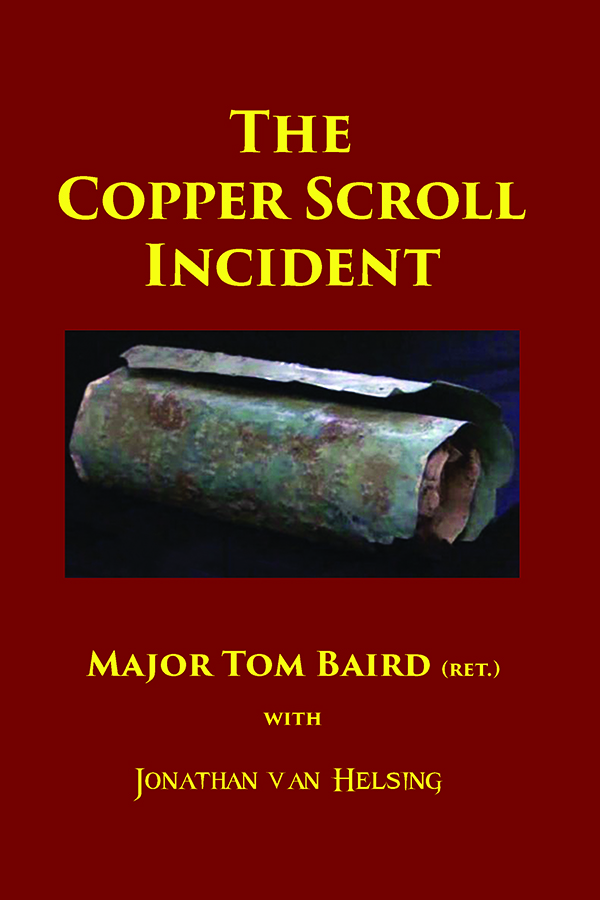 The
Copper Scroll
Incident
Major Tom Baird (ret.)
with
Jonathan van Helsing